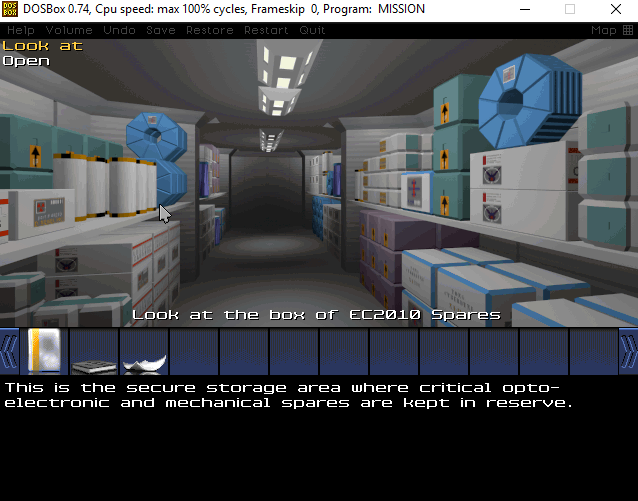 DOSBox 0.74, Cpu speed: max 100% cycles, Frameskip 0, Program: MISSION
Help Volume Undo Save Restore Restart Quit Map
Look at
Open
Look at the box of EC2010 Spares
This is the secure storage area where critical opto-
electronic and mechanical spares are kept in reserve.